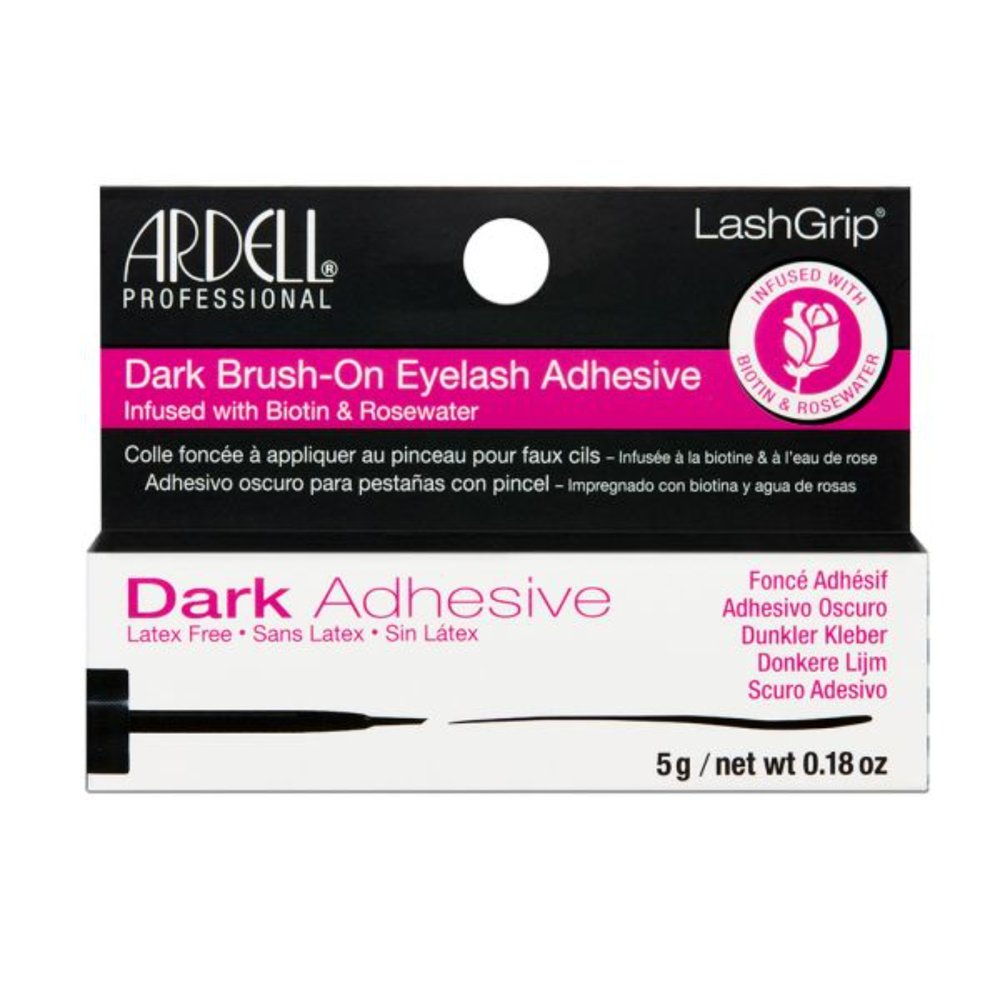 ARDELL®
PROFESSIONAL
LashGrip®
INFUSED WITH
BIOTIN & ROSEWATER
Dark Brush-On Eyelash Adhesive
Infused with Biotin & Rosewater
Colle foncée à appliquer au pinceau pour faux cils – Infusée à la biotine & à l'eau de rose
Adhesivo oscuro para pestañas con pincel – Impregnado con biotina y agua de rosas
Dark Adhesive
Latex Free • Sans Latex • Sin Látex
Foncé Adhésif
Adhesivo Oscuro
Dunkler Kleber
Donkere Lijm
Scuro Adesivo
5 g / net wt 0.18 oz